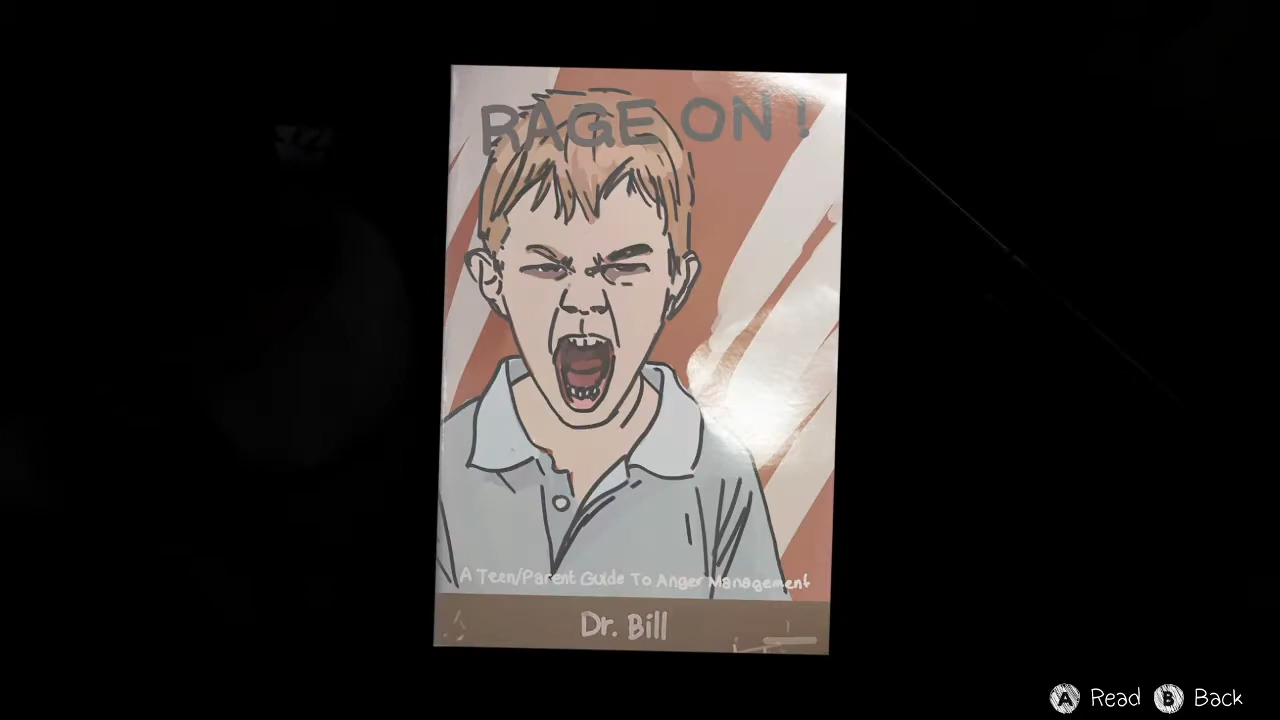 RAGE ON !
A Teen/Parent Guide To Anger Management
Dr. Bill
A Read B Back